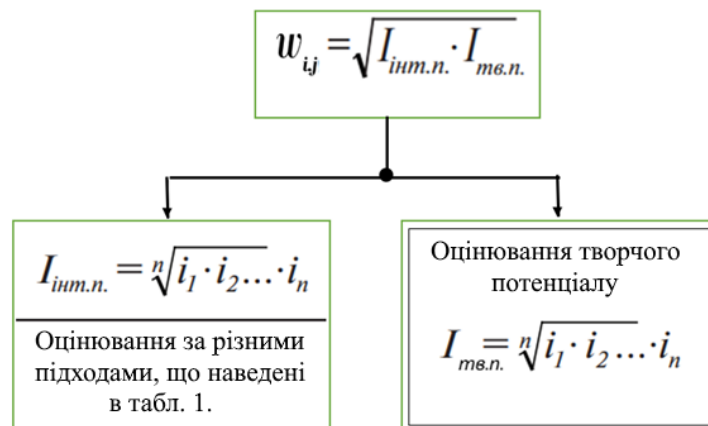 w_{i,j} = √(I_{інт.п.} · I_{тв.п.})
I_{інт.п.} = ⁿ√(i_1 · i_2 ...) · i_n
Оцінювання за різними
підходами, що наведені
в табл. 1.
Оцінювання творчого
потенціалу
I_{тв.п.} = ⁿ√(i_1 · i_2 ...) · i_n